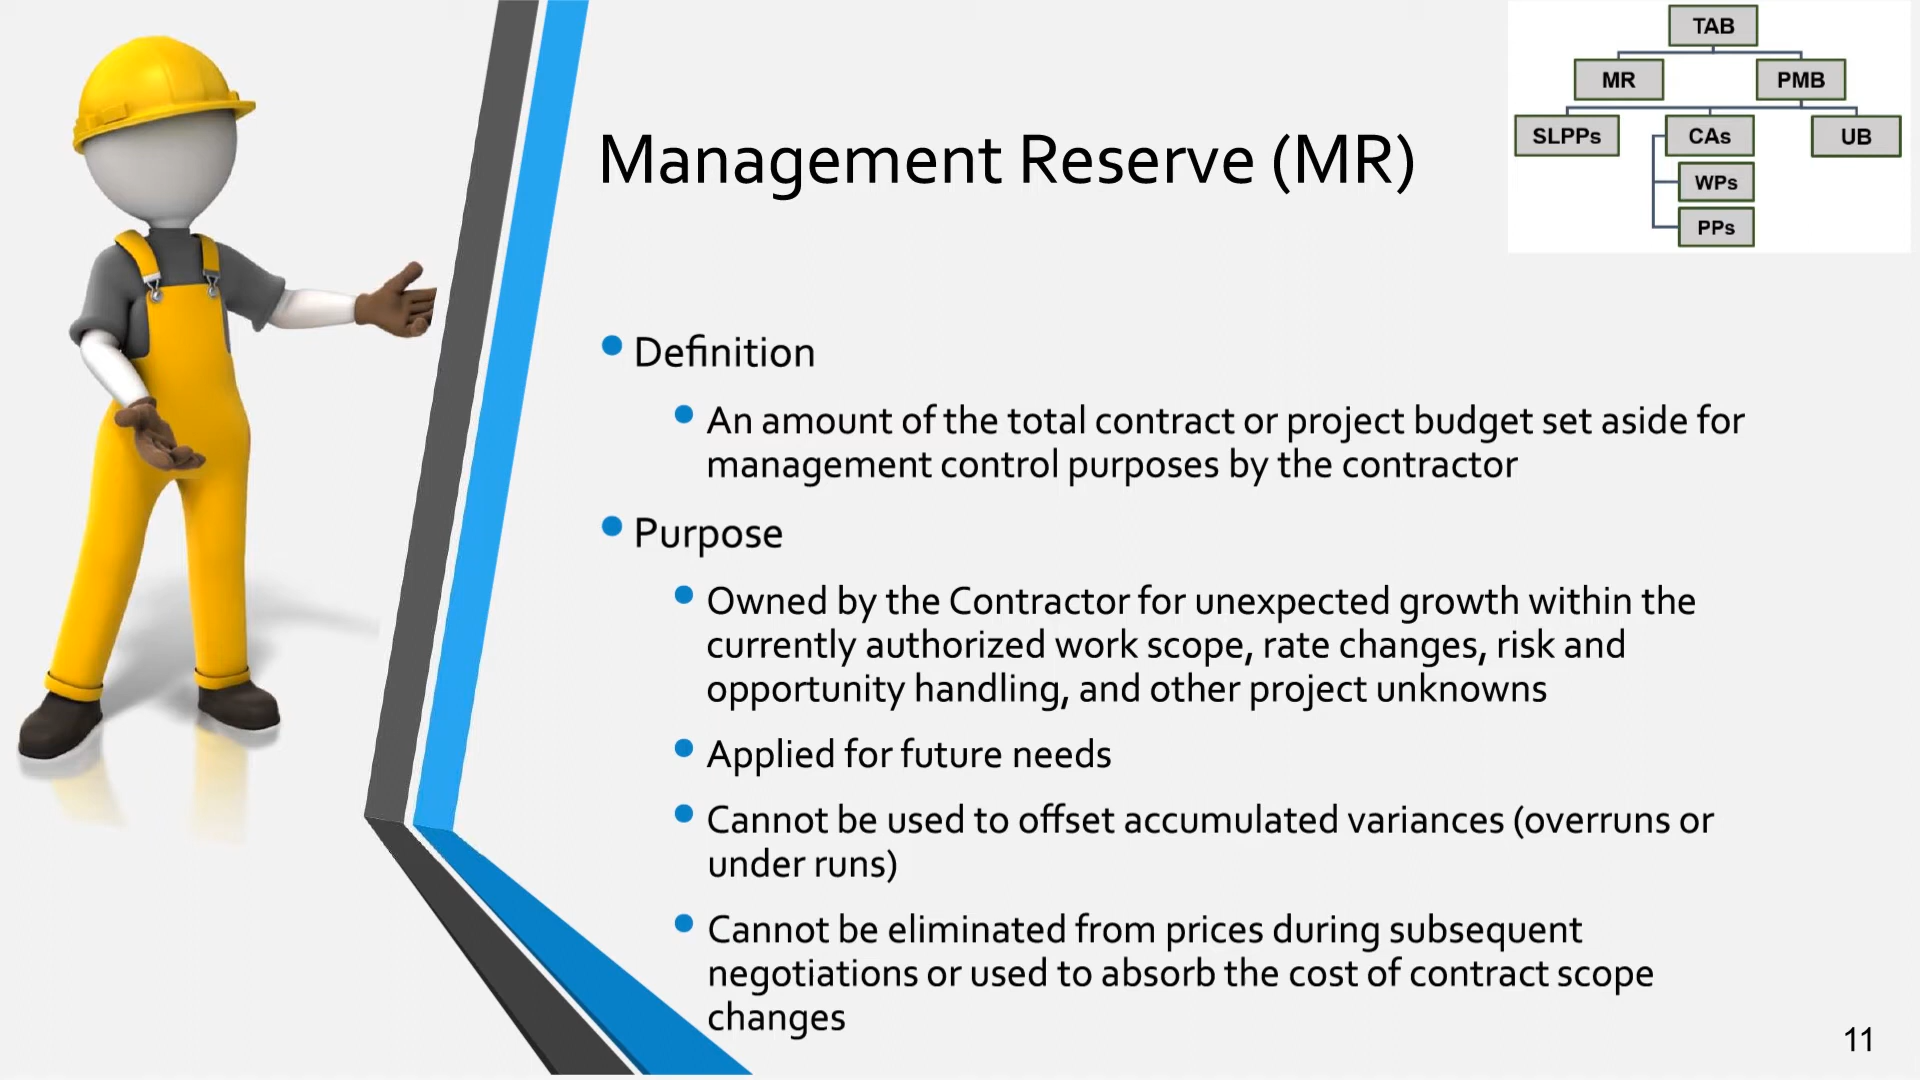 TAB
MR
PMB
SLPPs
CAs
UB
WPs
PPs
Management Reserve (MR)
Definition
An amount of the total contract or project budget set aside for
management control purposes by the contractor
Purpose
Owned by the Contractor for unexpected growth within the
currently authorized work scope, rate changes, risk and
opportunity handling, and other project unknowns
Applied for future needs
Cannot be used to offset accumulated variances (overruns or
under runs)
Cannot be eliminated from prices during subsequent
negotiations or used to absorb the cost of contract scope
changes
11